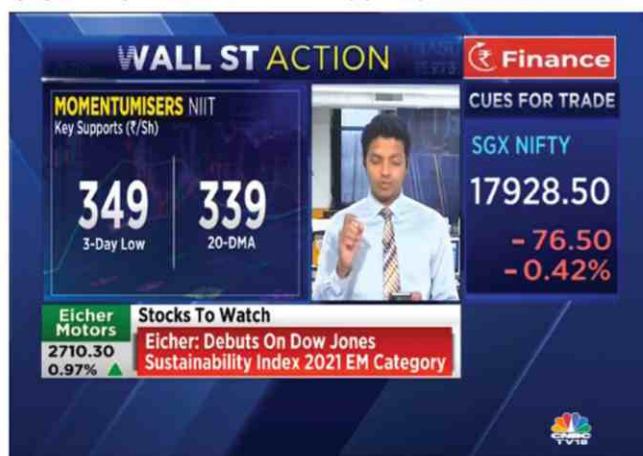 WALL ST ACTION
₹ Finance
MOMENTUMISERS NIIT
Key Supports (₹/Sh)
349
3-Day Low
339
20-DMA
CUES FOR TRADE
SGX NIFTY
17928.50
- 76.50
- 0.42%
Eicher
Motors
2710.30
0.97% ▲
Stocks To Watch
Eicher: Debuts On Dow Jones
Sustainability Index 2021 EM Category
CNBC
TV18